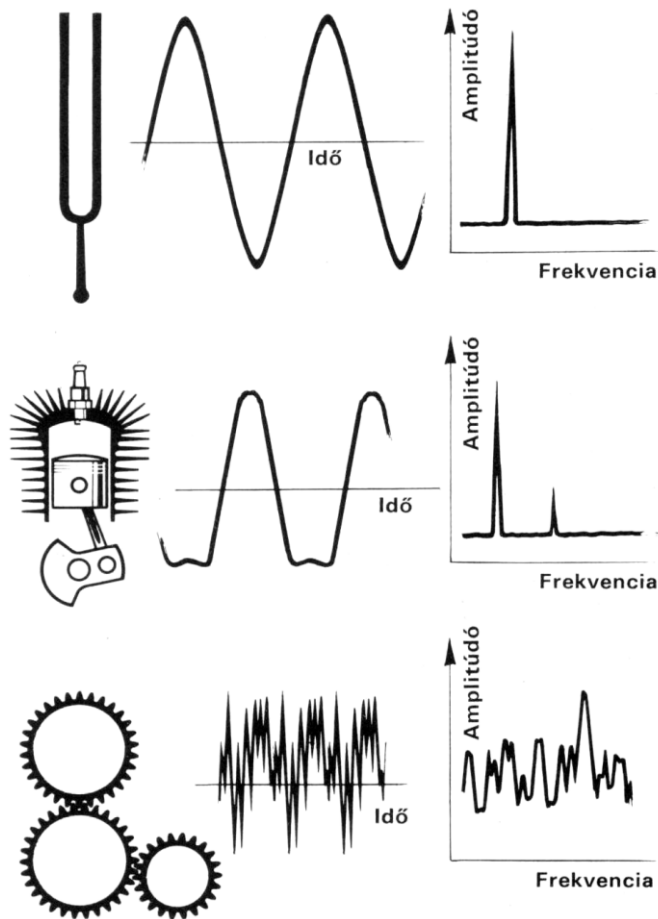 Idő
Amplitúdó
Frekvencia
Idő
Amplitúdó
Frekvencia
Idő
Amplitúdó
Frekvencia